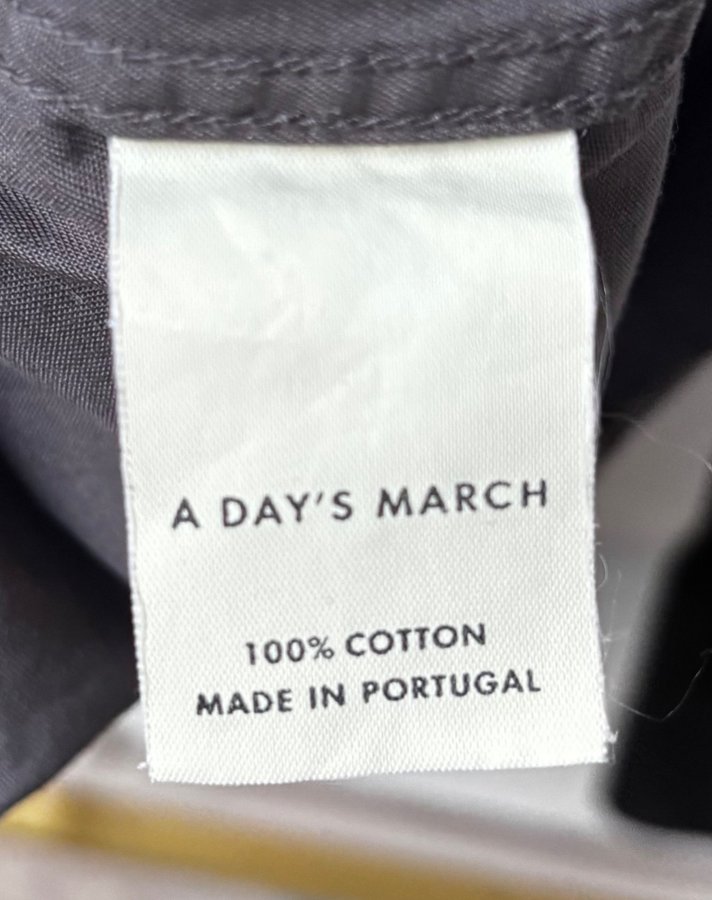 A DAY'S MARCH
100% COTTON
MADE IN PORTUGAL